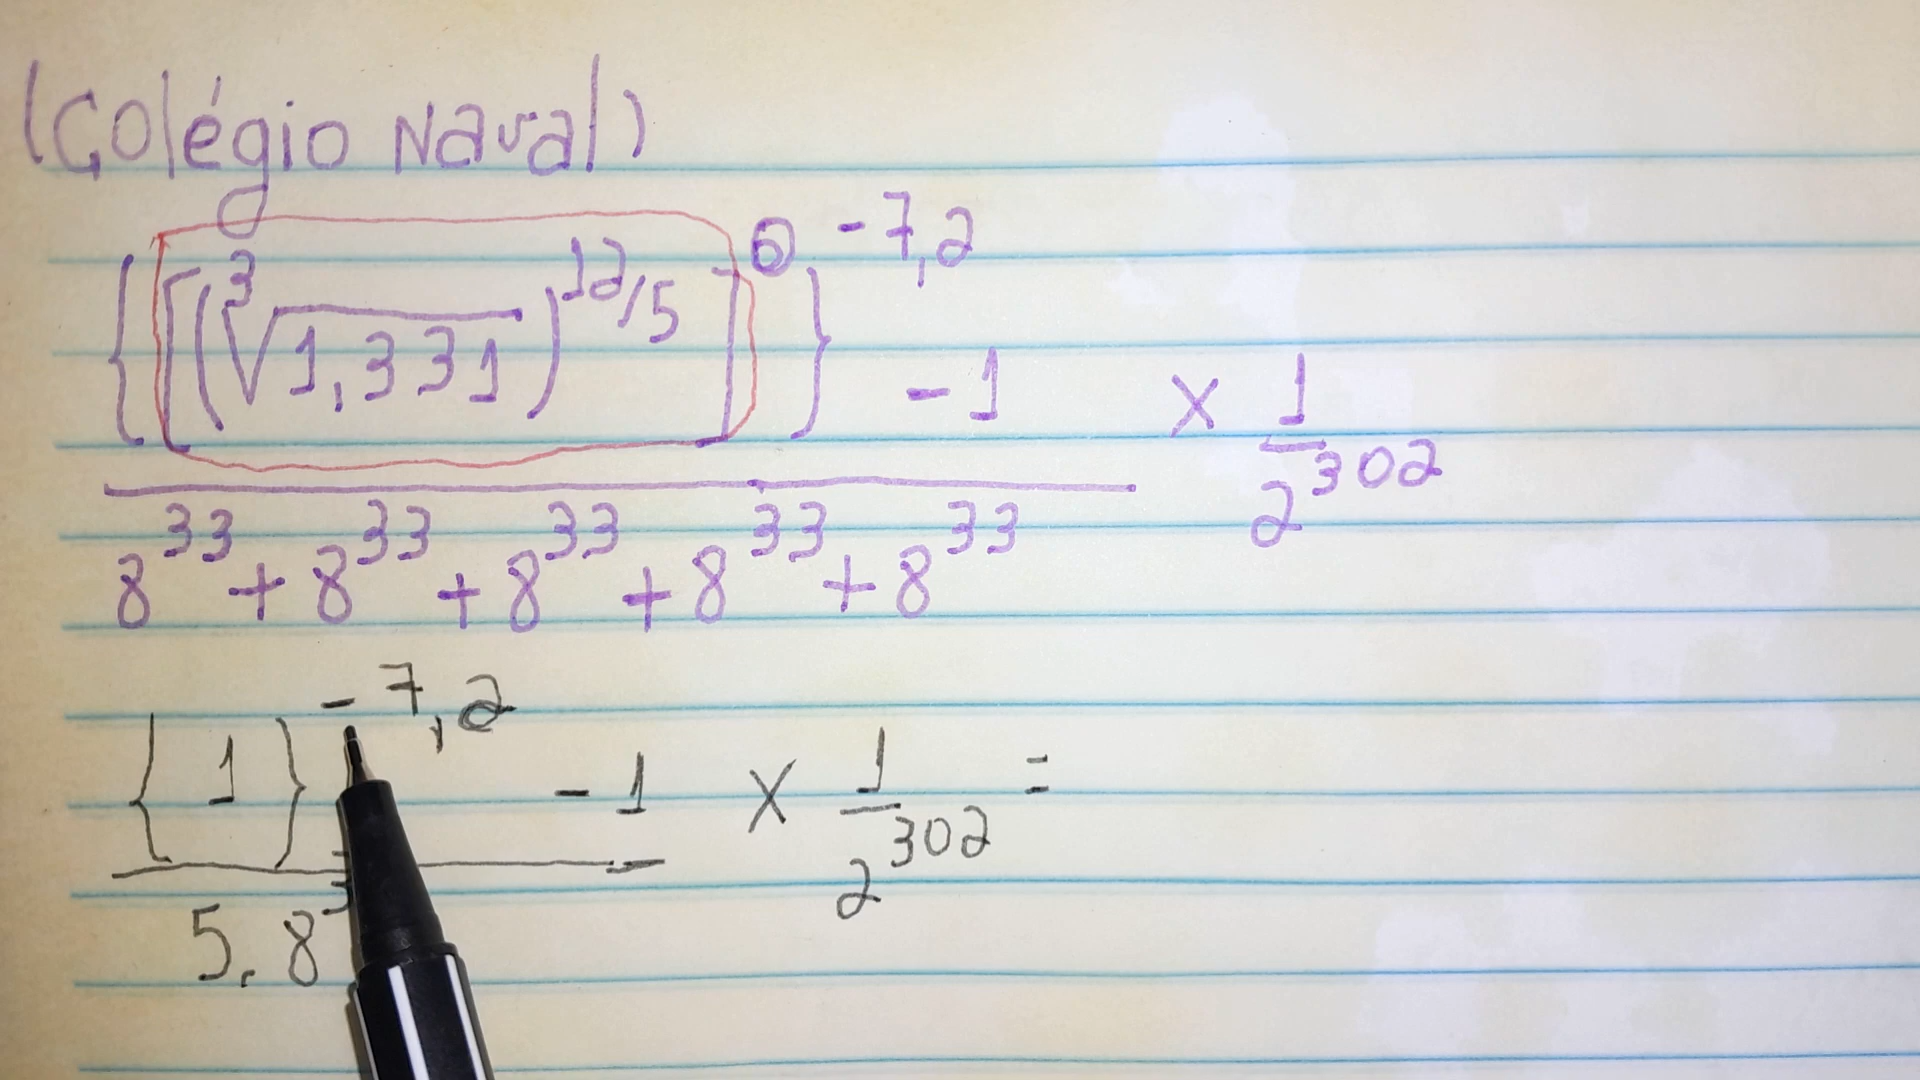 (Colégio Naval)
{[(∛1,331)^12/5]^0}^-7,2 - 1 × 1/2^302
8^33 + 8^33 + 8^33 + 8^33 + 8^33
{1}^-7,2 - 1 × 1/2^302 =
5.8